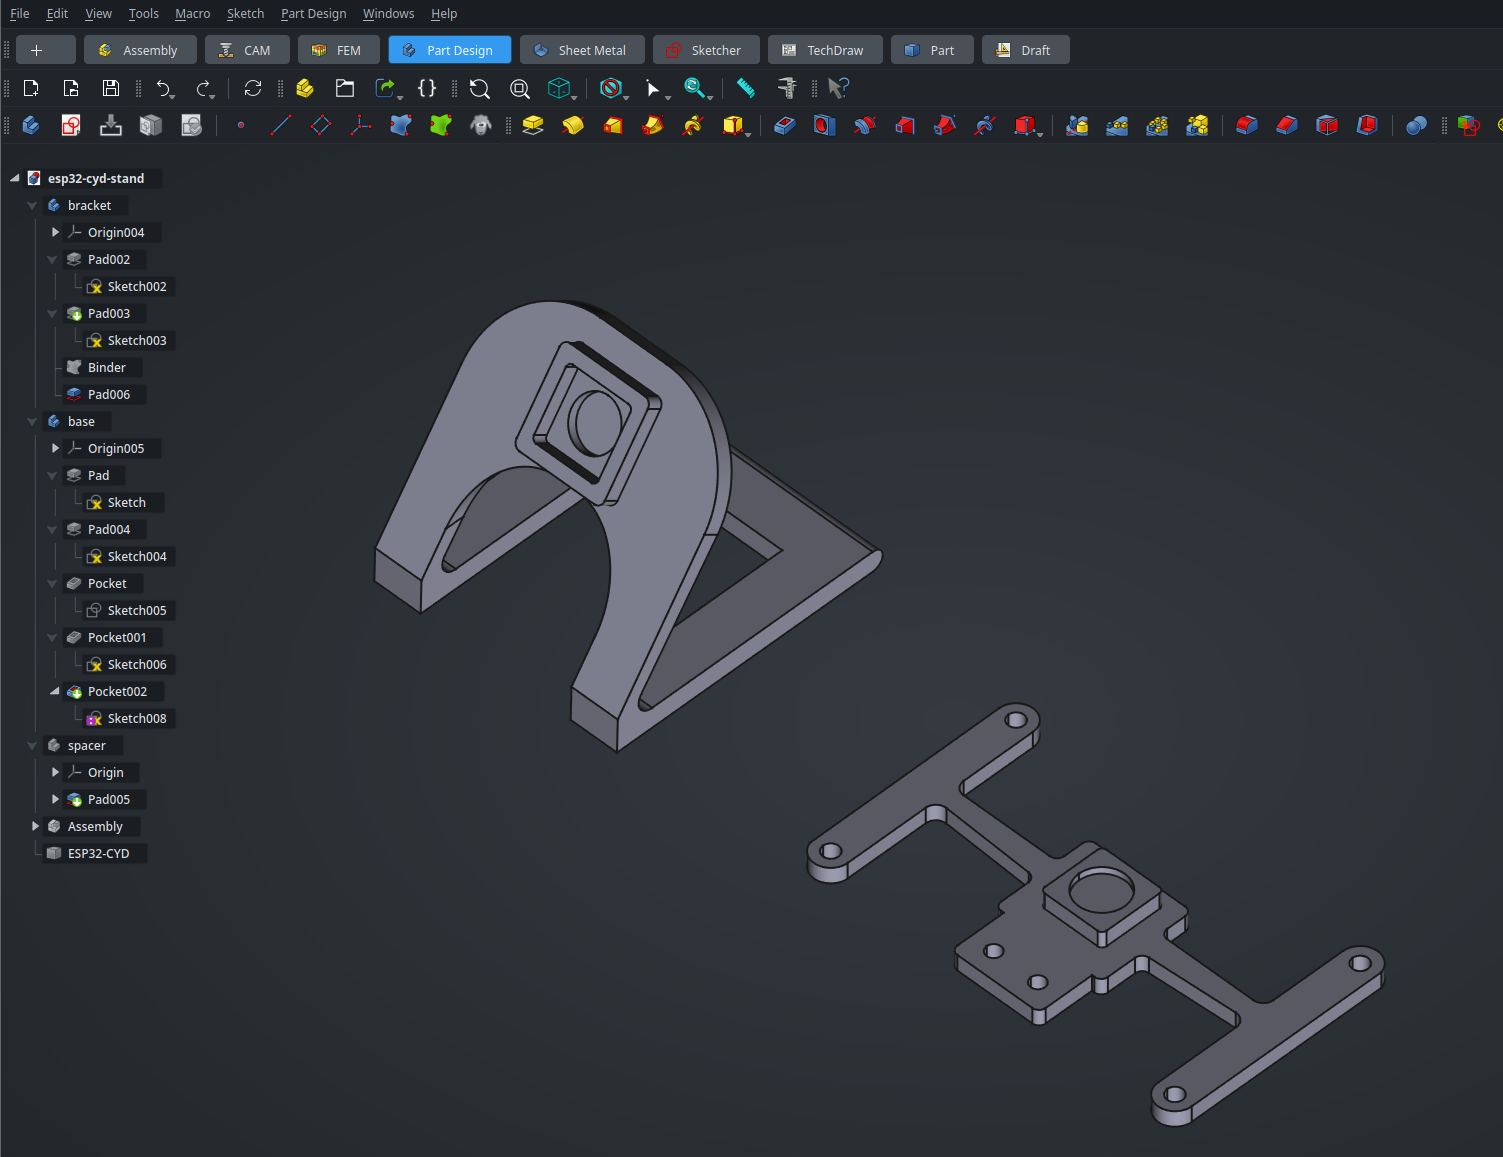 File Edit View Tools Macro Sketch Part Design Windows Help
+ Assembly CAM FEM Part Design Sheet Metal Sketcher TechDraw Part Draft
{}
esp32-cyd-stand
bracket
Origin004
Pad002
Sketch002
Pad003
Sketch003
Binder
Pad006
base
Origin005
Pad
Sketch
Pad004
Sketch004
Pocket
Sketch005
Pocket001
Sketch006
Pocket002
Sketch008
spacer
Origin
Pad005
Assembly
ESP32-CYD